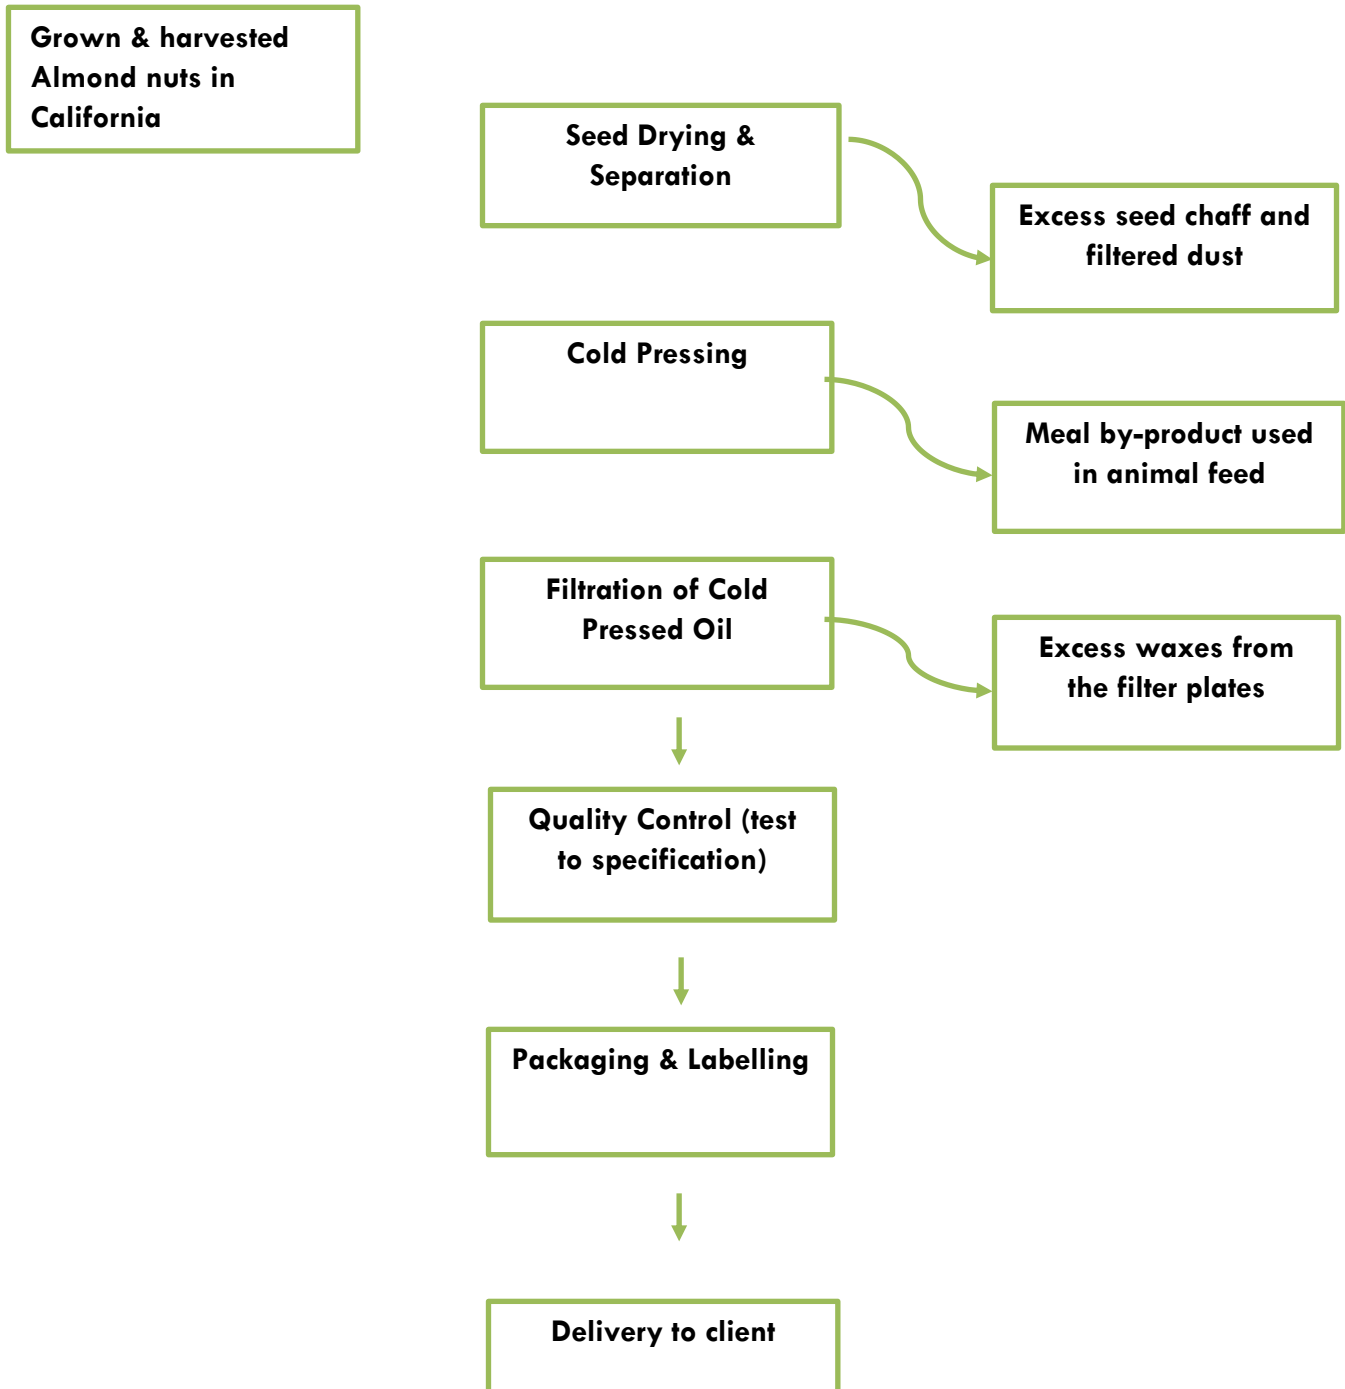 Grown & harvested
Almond nuts in
California
Seed Drying &
Separation
Excess seed chaff and
filtered dust
Cold Pressing
Meal by-product used
in animal feed
Filtration of Cold
Pressed Oil
Excess waxes from
the filter plates
Quality Control (test
to specification)
Packaging & Labelling
Delivery to client